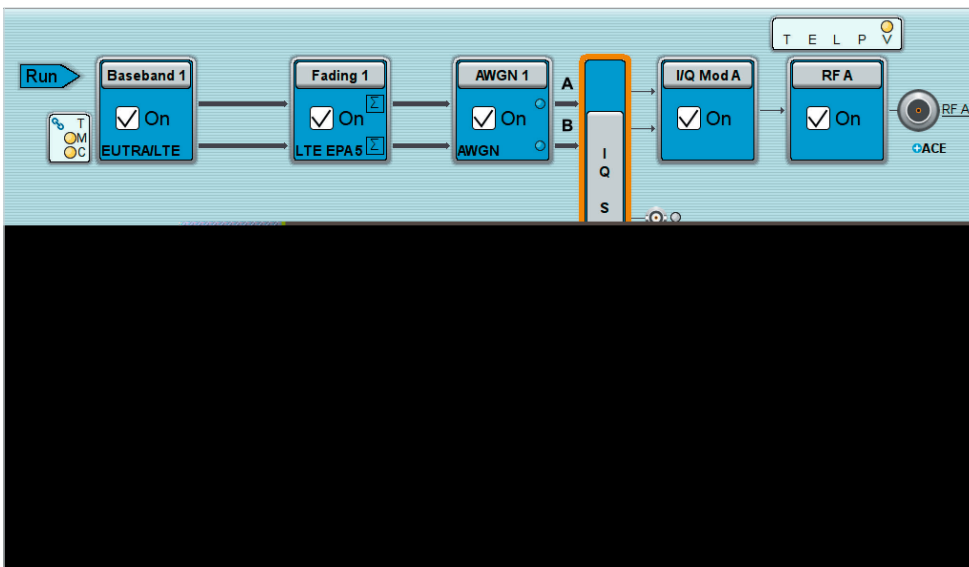 T E L P V
Run
Baseband 1
Fading 1
AWGN 1
A
I/Q Mod A
RF A
On
On
On
On
On
B
RF A
T
M
C
EUTRA/LTE
LTE EPA5
AWGN
ACE
I
Q
S